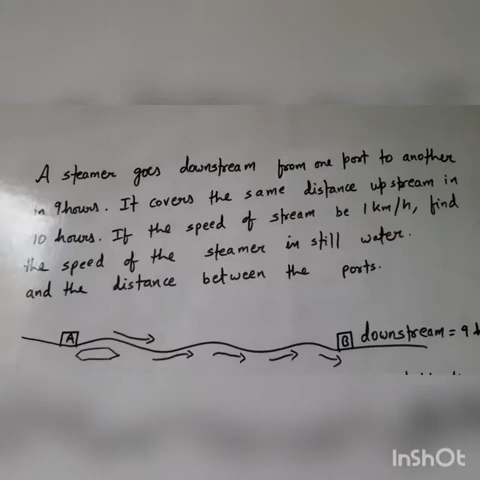 A steamer goes downstream from one port to another
in 9 hours. It covers the same distance upstream in
10 hours. If the speed of stream be 1 km/h, find
the speed of the steamer in still water.
and the distance between the ports.
A
B downstream = 9
InShOt